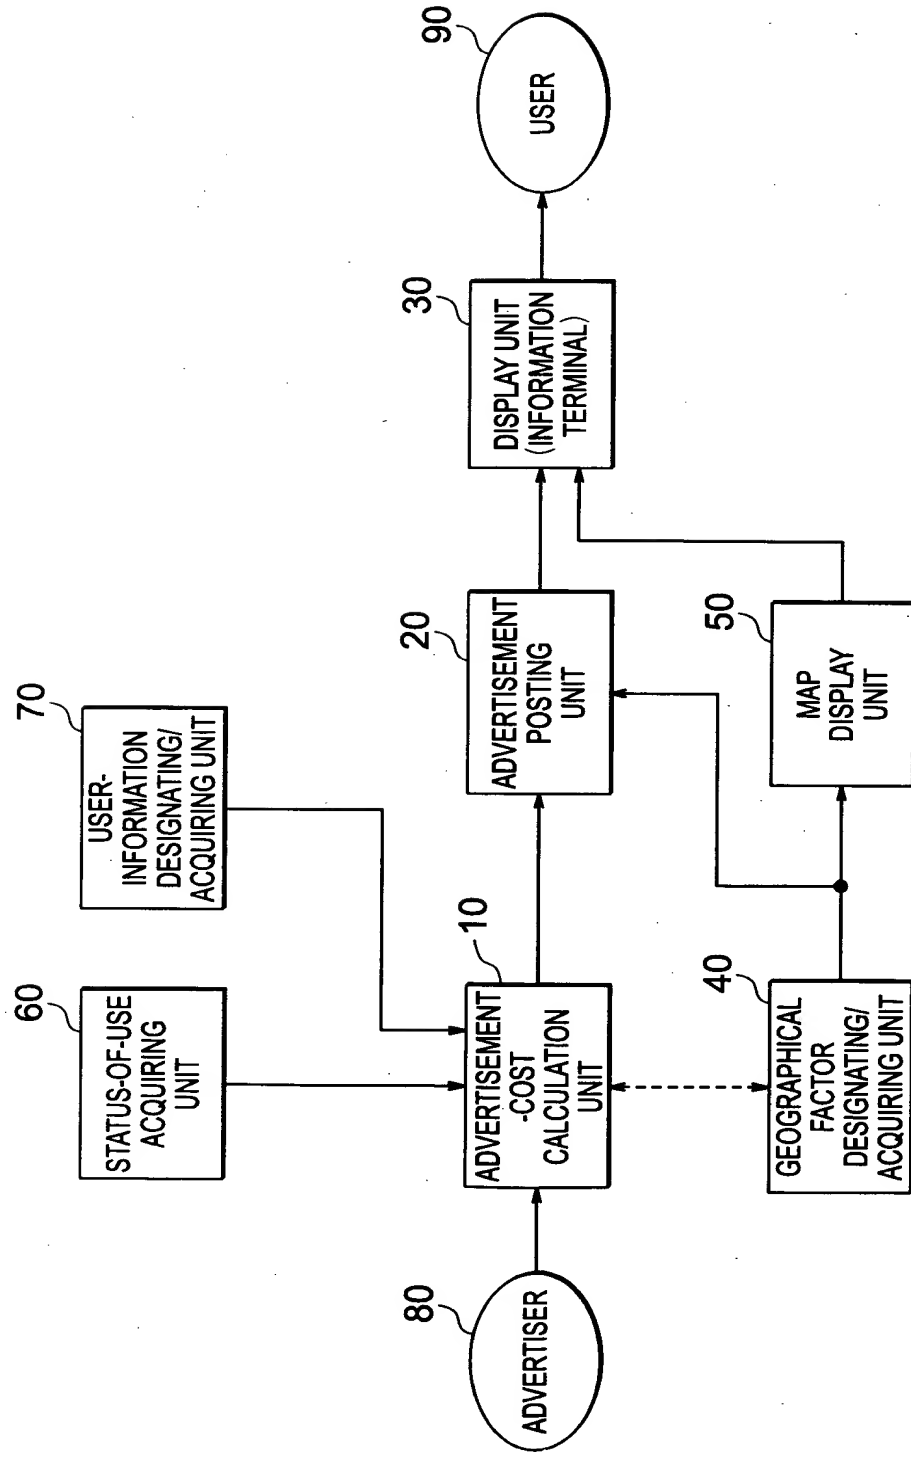 60
STATUS-OF-USE
ACQUIRING
UNIT
70
USER-
INFORMATION
DESIGNATING/
ACQUIRING UNIT
80
ADVERTISER
10
ADVERTISEMENT
-COST
CALCULATION
UNIT
20
ADVERTISEMENT
POSTING
UNIT
30
DISPLAY UNIT
(INFORMATION
TERMINAL)
90
USER
40
GEOGRAPHICAL
FACTOR
DESIGNATING/
ACQUIRING UNIT
50
MAP
DISPLAY
UNIT